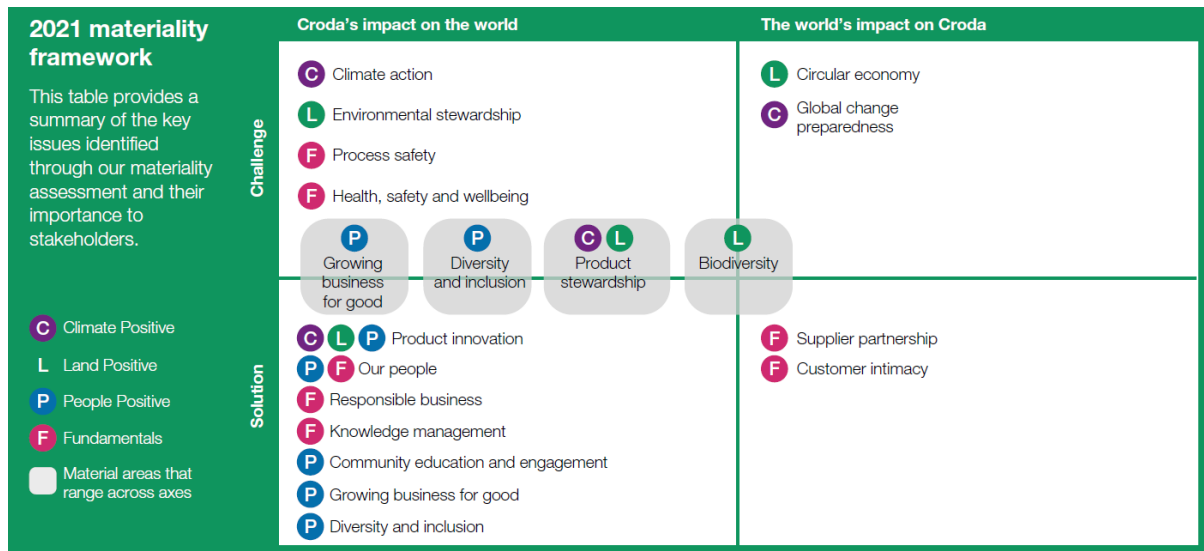 2021 materiality
framework
This table provides a
summary of the key
issues identified
through our materiality
assessment and their
importance to
stakeholders.
C Climate Positive
L Land Positive
P People Positive
F Fundamentals
Material areas that
range across axes
Croda's impact on the world
The world's impact on Croda
Challenge
C Climate action
L Environmental stewardship
F Process safety
F Health, safety and wellbeing
L Circular economy
C Global change
preparedness
P
Growing
business
for good
P
Diversity
and inclusion
C L
Product
stewardship
L
Biodiversity
Solution
C L P Product innovation
P F Our people
F Responsible business
F Knowledge management
P Community education and engagement
P Growing business for good
P Diversity and inclusion
F Supplier partnership
F Customer intimacy